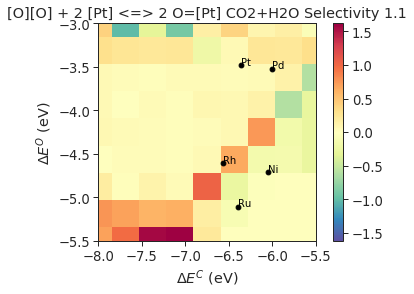 [O][O] + 2 [Pt] <=> 2 O=[Pt] CO2+H2O Selectivity 1.1
−3.0
−3.5
−4.0
−4.5
−5.0
−5.5
ΔE^O (eV)
Pt
Pd
Rh
Ni
Ru
−8.0
−7.5
−7.0
−6.5
−6.0
−5.5
ΔE^C (eV)
1.5
1.0
0.5
0.0
−0.5
−1.0
−1.5